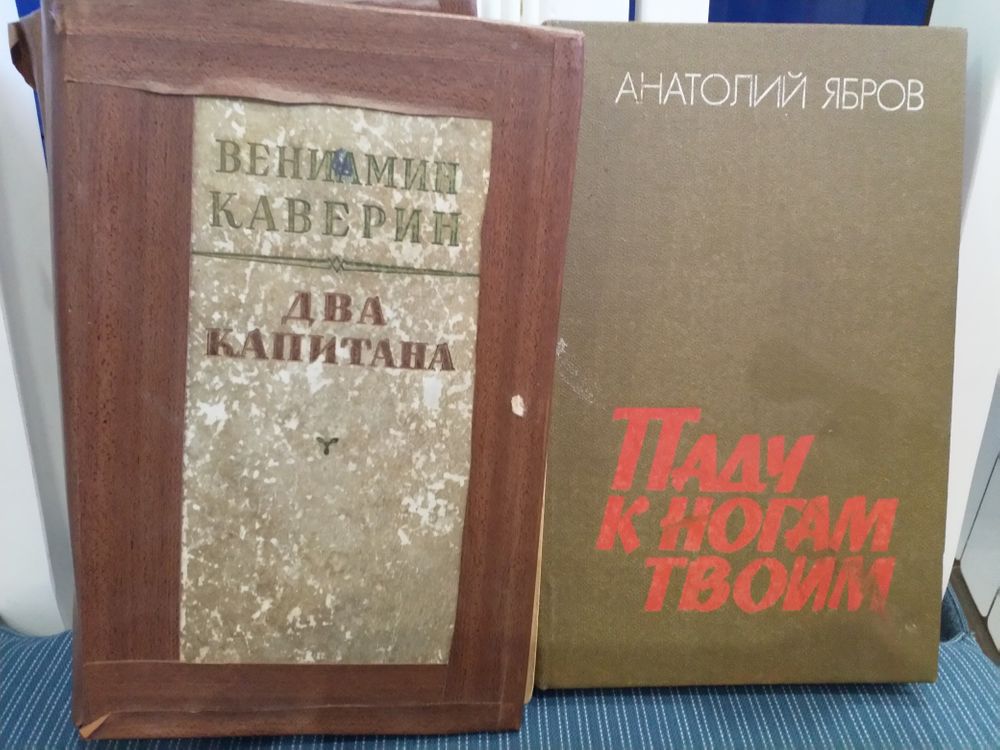 ВЕНИАМИН
КАВЕРИН
ДВА
КАПИТАНА
АНАТОЛИЙ ЯБРОВ
ПАДУ
К НОГАМ
ТВОИМ